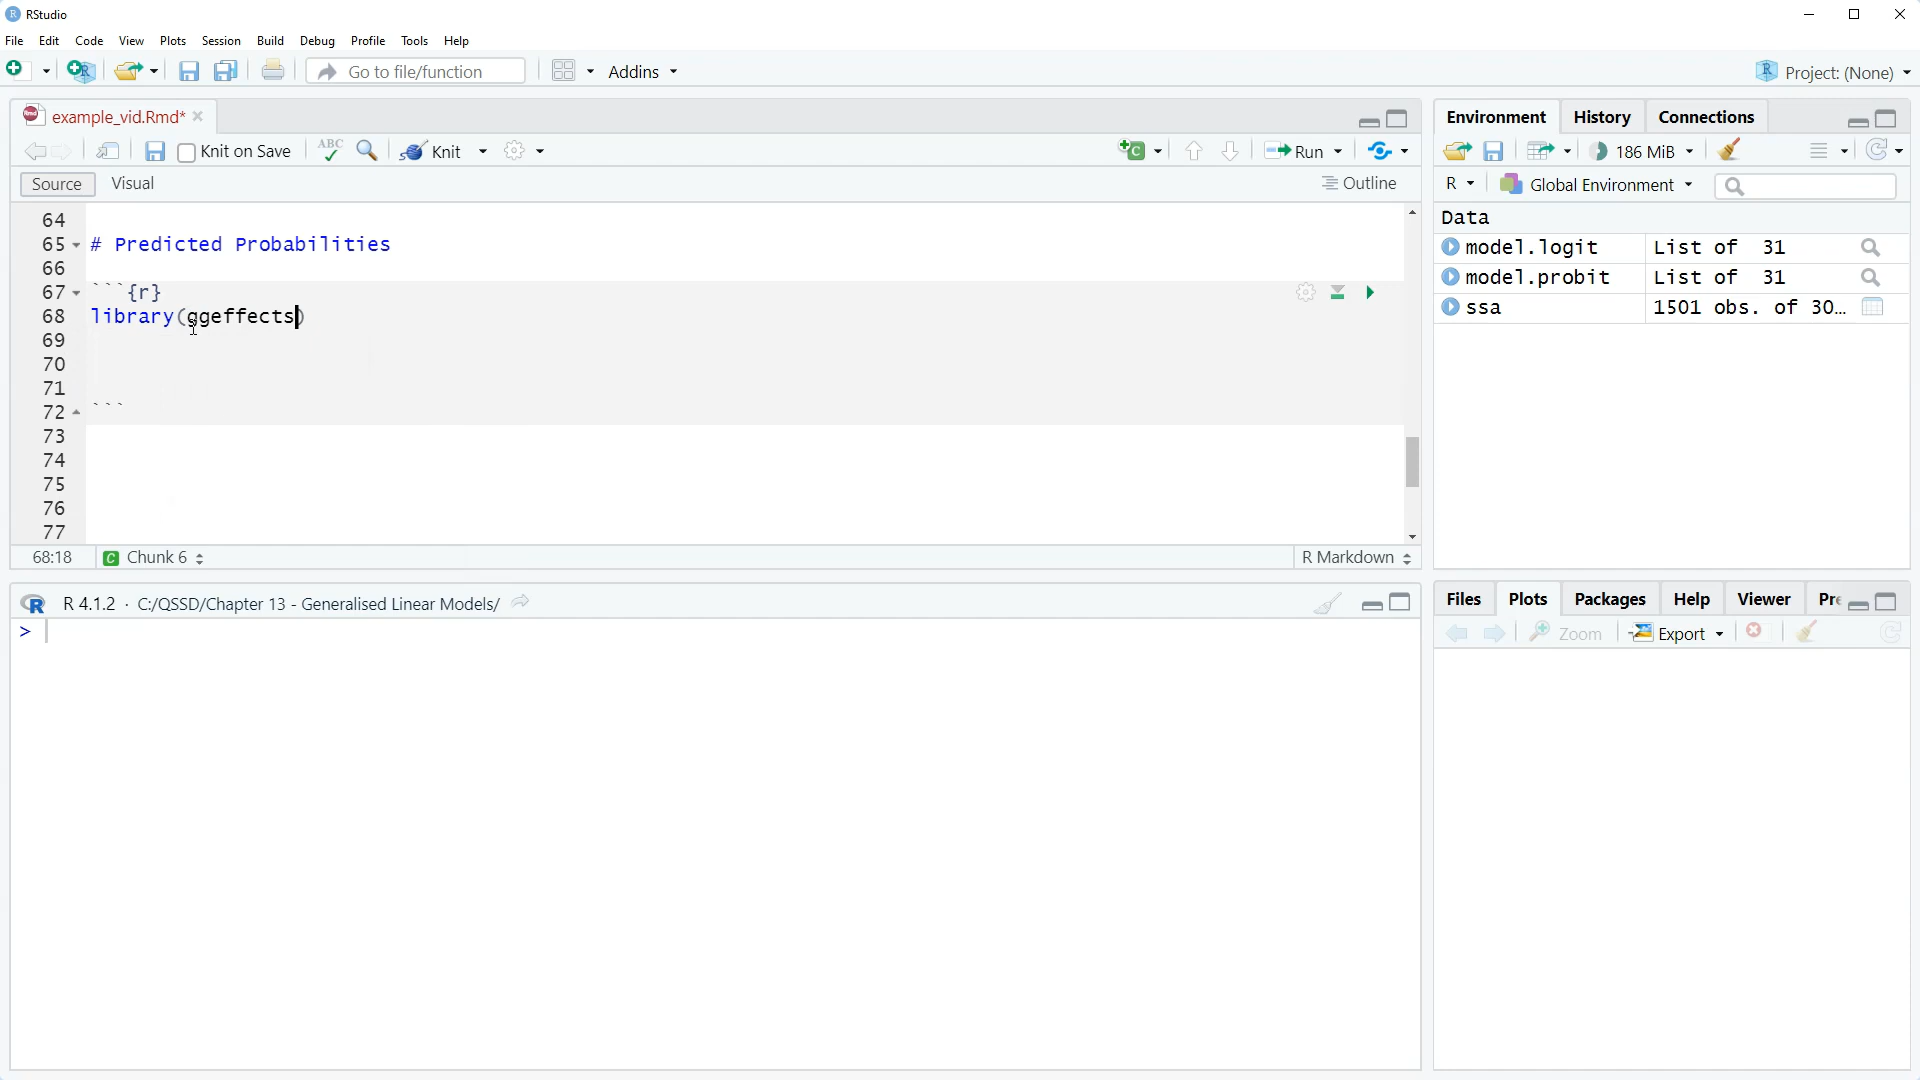 RStudio
File Edit Code View Plots Session Build Debug Profile Tools Help
Go to file/function Addins Project: (None)
example_vid.Rmd*
Knit on Save ABC Knit Run
Source Visual Outline
64
65 # Predicted Probabilities
66
67 ```{r}
68 library(ggeffects)
69
70
71
72 ```
73
74
75
76
77
68:18 C Chunk 6 R Markdown
R 4.1.2 · C:/QSSD/Chapter 13 - Generalised Linear Models/
>
Environment History Connections
186 MiB
R Global Environment
Data
model.logit List of 31
model.probit List of 31
ssa 1501 obs. of 30…
Files Plots Packages Help Viewer Pre
Zoom Export